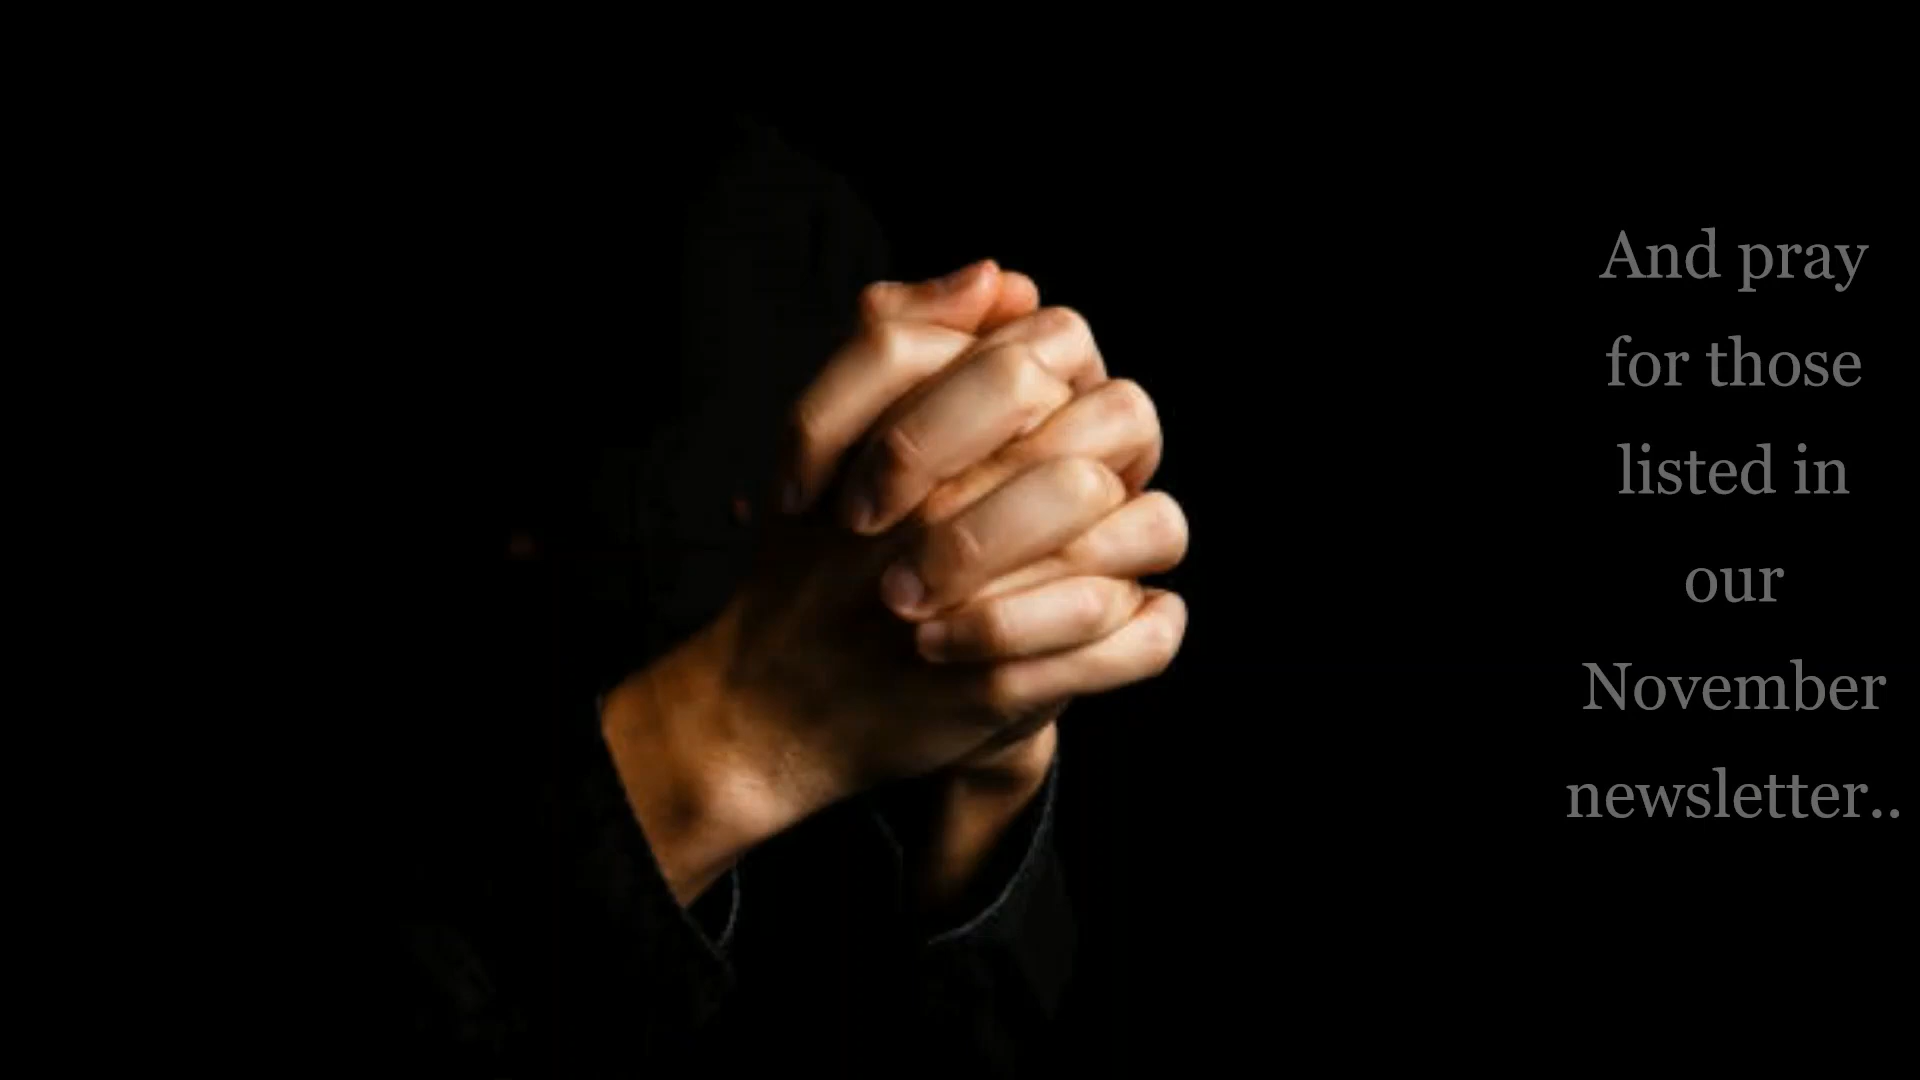 And pray
for those
listed in
our
November
newsletter..